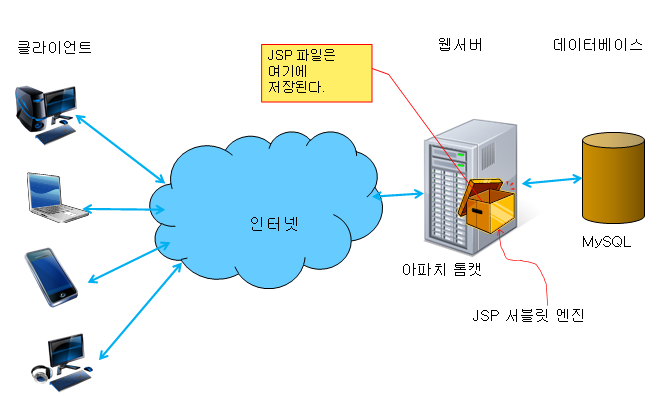 클라이언트
웹서버
데이터베이스
JSP 파일은
여기에
저장된다.
인터넷
MySQL
아파치 톰캣
JSP 서블릿 엔진